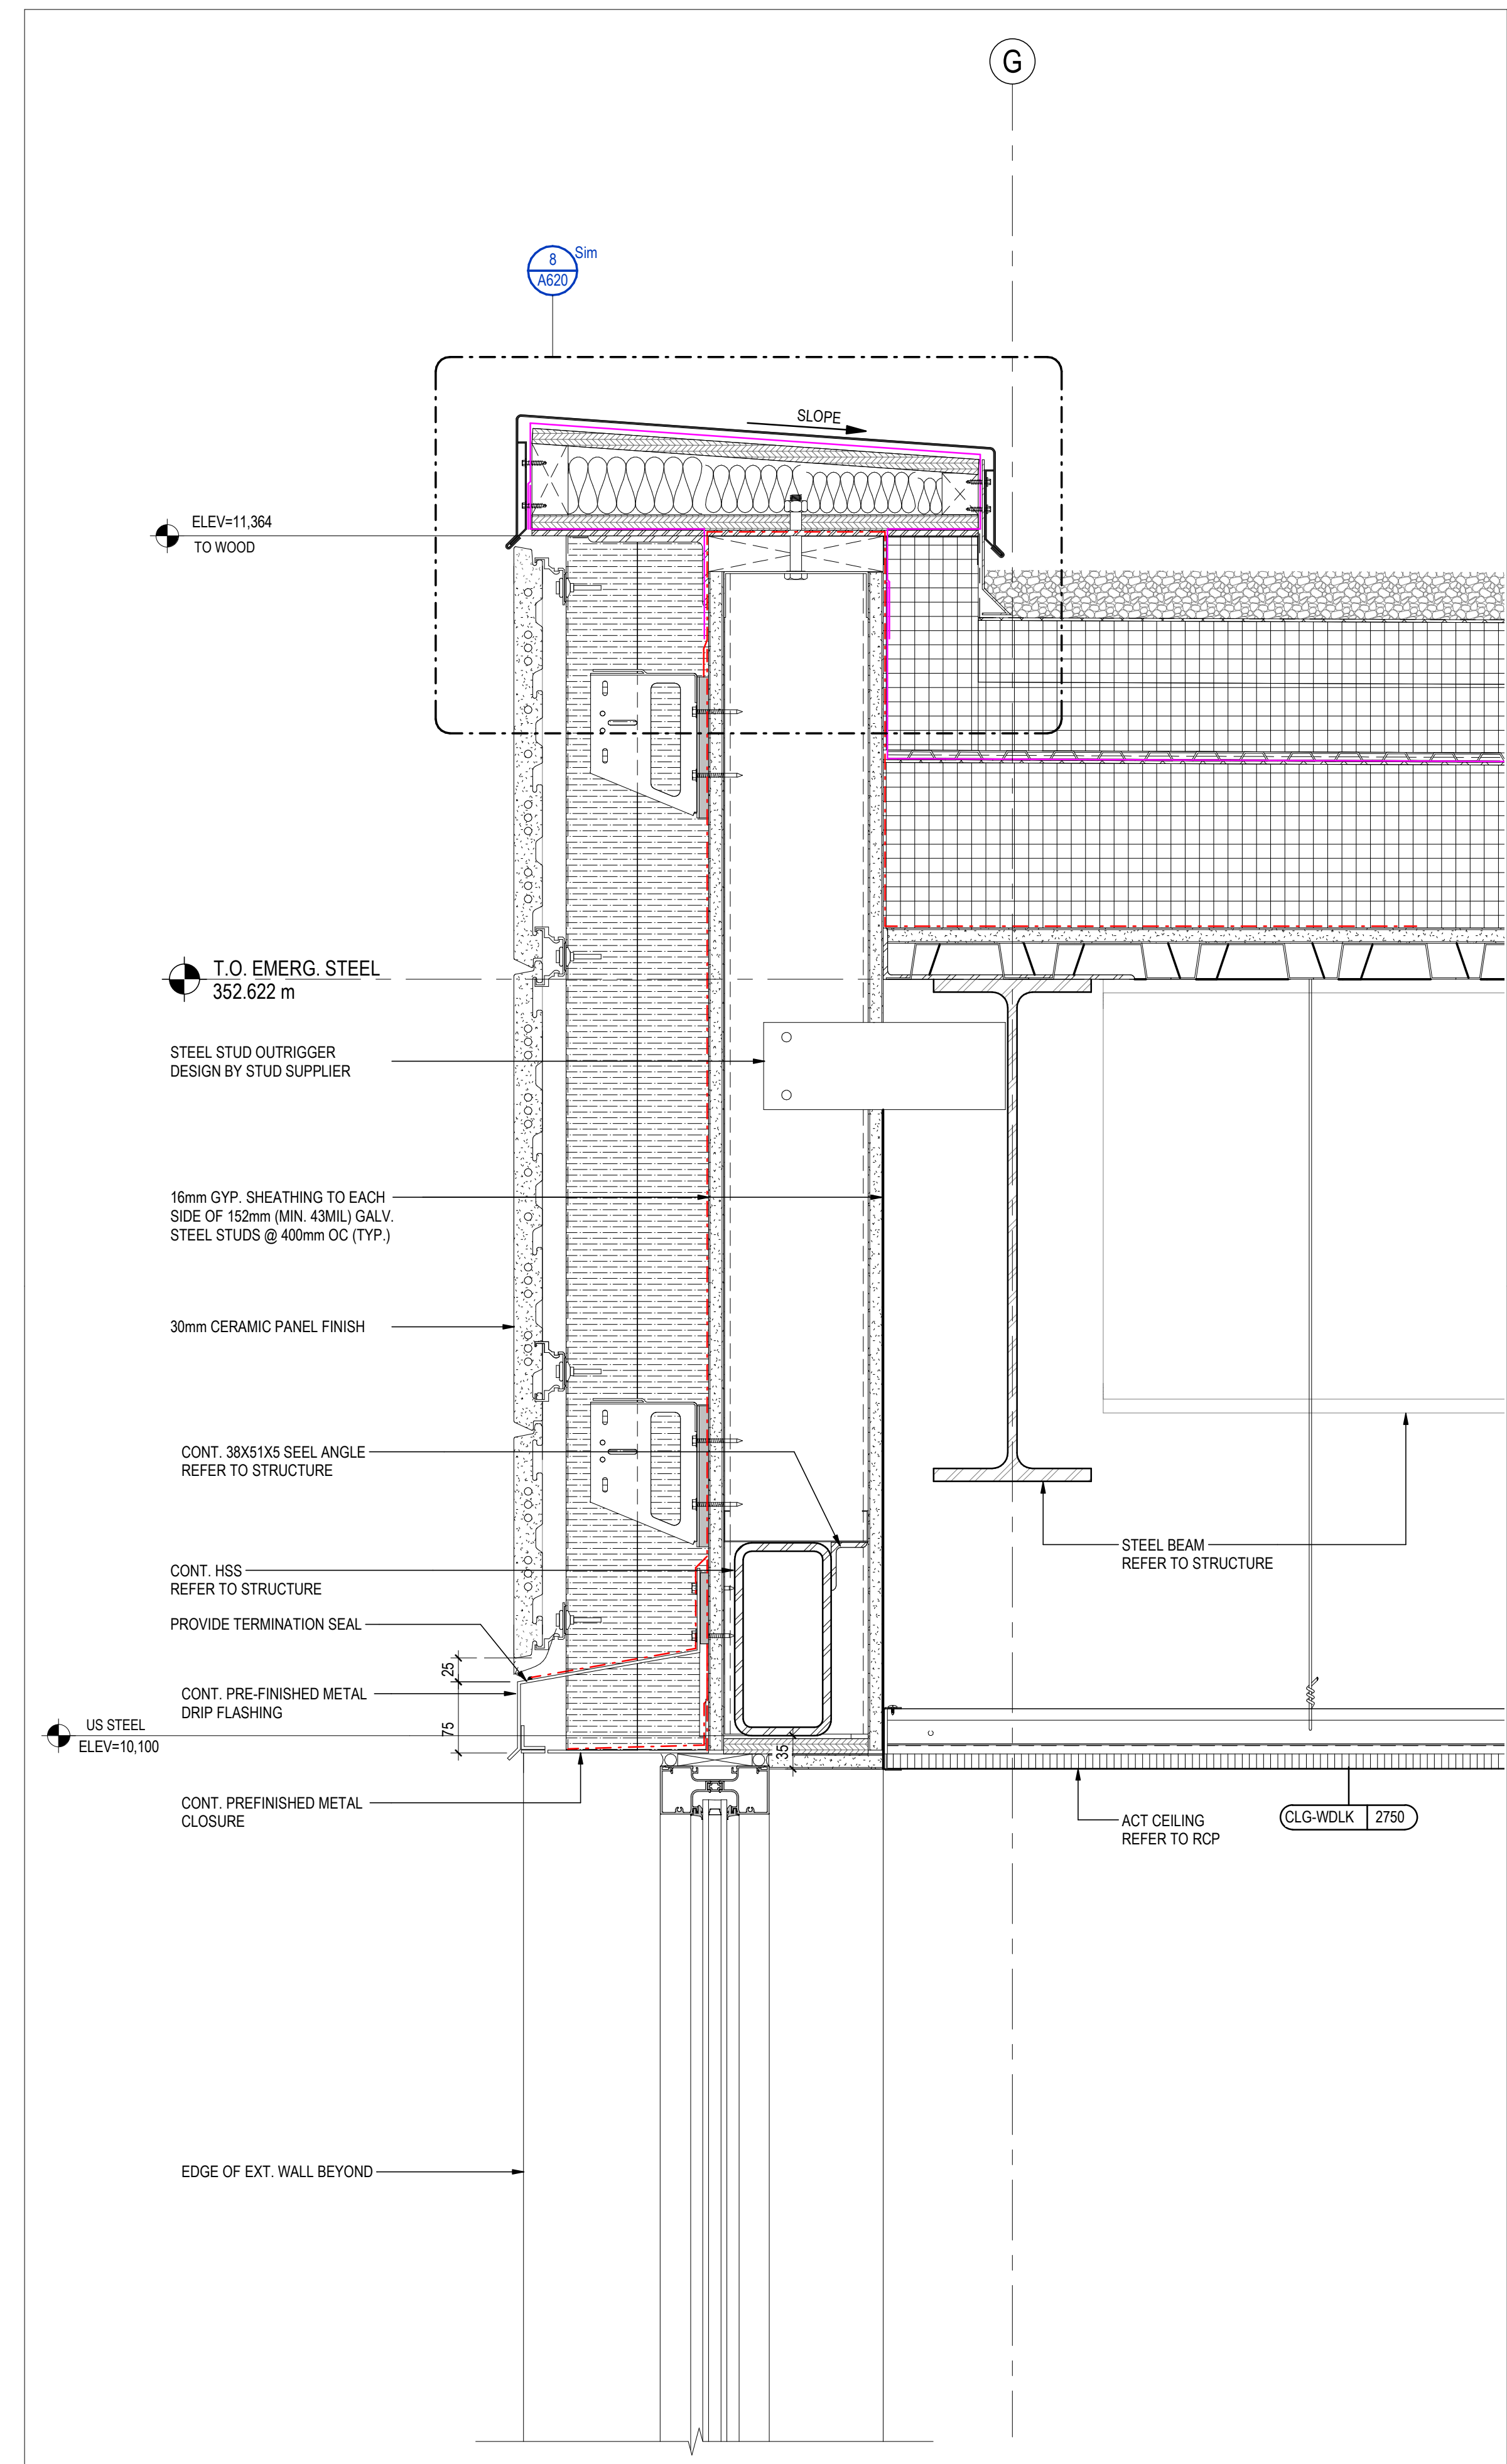 G
8
A620
Sim
SLOPE
ELEV=11,364
TO WOOD
T.O. EMERG. STEEL
352.622 m
STEEL STUD OUTRIGGER
DESIGN BY STUD SUPPLIER
16mm GYP. SHEATHING TO EACH
SIDE OF 152mm (MIN. 43MIL) GALV.
STEEL STUDS @ 400mm OC (TYP.)
30mm CERAMIC PANEL FINISH
CONT. 38X51X5 SEEL ANGLE
REFER TO STRUCTURE
STEEL BEAM
REFER TO STRUCTURE
CONT. HSS
REFER TO STRUCTURE
PROVIDE TERMINATION SEAL
25
CONT. PRE-FINISHED METAL
DRIP FLASHING
75
US STEEL
ELEV=10,100
35
CONT. PREFINISHED METAL
CLOSURE
ACT CEILING
REFER TO RCP
CLG-WDLK 2750
EDGE OF EXT. WALL BEYOND